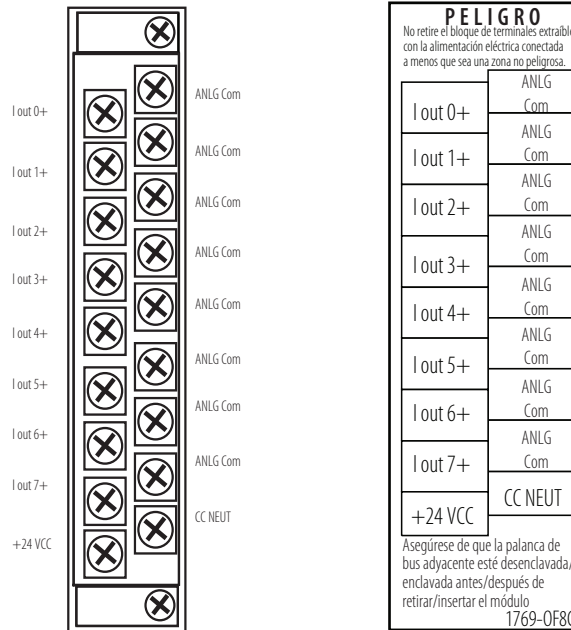 I out 0+
I out 1+
I out 2+
I out 3+
I out 4+
I out 5+
I out 6+
I out 7+
+24 VCC
ANLG Com
ANLG Com
ANLG Com
ANLG Com
ANLG Com
ANLG Com
ANLG Com
ANLG Com
CC NEUT
PELIGRO
No retire el bloque de terminales extraíble
con la alimentación eléctrica conectada
a menos que sea una zona no peligrosa.
I out 0+
I out 1+
I out 2+
I out 3+
I out 4+
I out 5+
I out 6+
I out 7+
+24 VCC
ANLG
Com
ANLG
Com
ANLG
Com
ANLG
Com
ANLG
Com
ANLG
Com
ANLG
Com
ANLG
Com
CC NEUT
Asegúrese de que la palanca de
bus adyacente esté desenclavada/
enclavada antes/después de
retirar/insertar el módulo
1769-OF8C